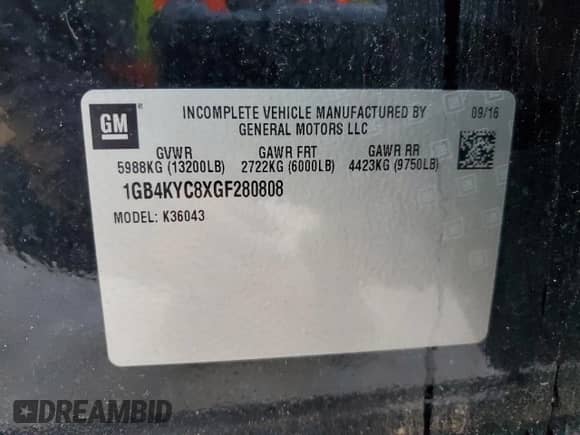 GM
INCOMPLETE VEHICLE MANUFACTURED BY
GENERAL MOTORS LLC
09/16
GVWR GAWR FRT GAWR RR
5988KG (13200LB) 2722KG (6000LB) 4423KG (9750LB)
1GB4KYC8XGF280808
MODEL: K36043
DREAMBID